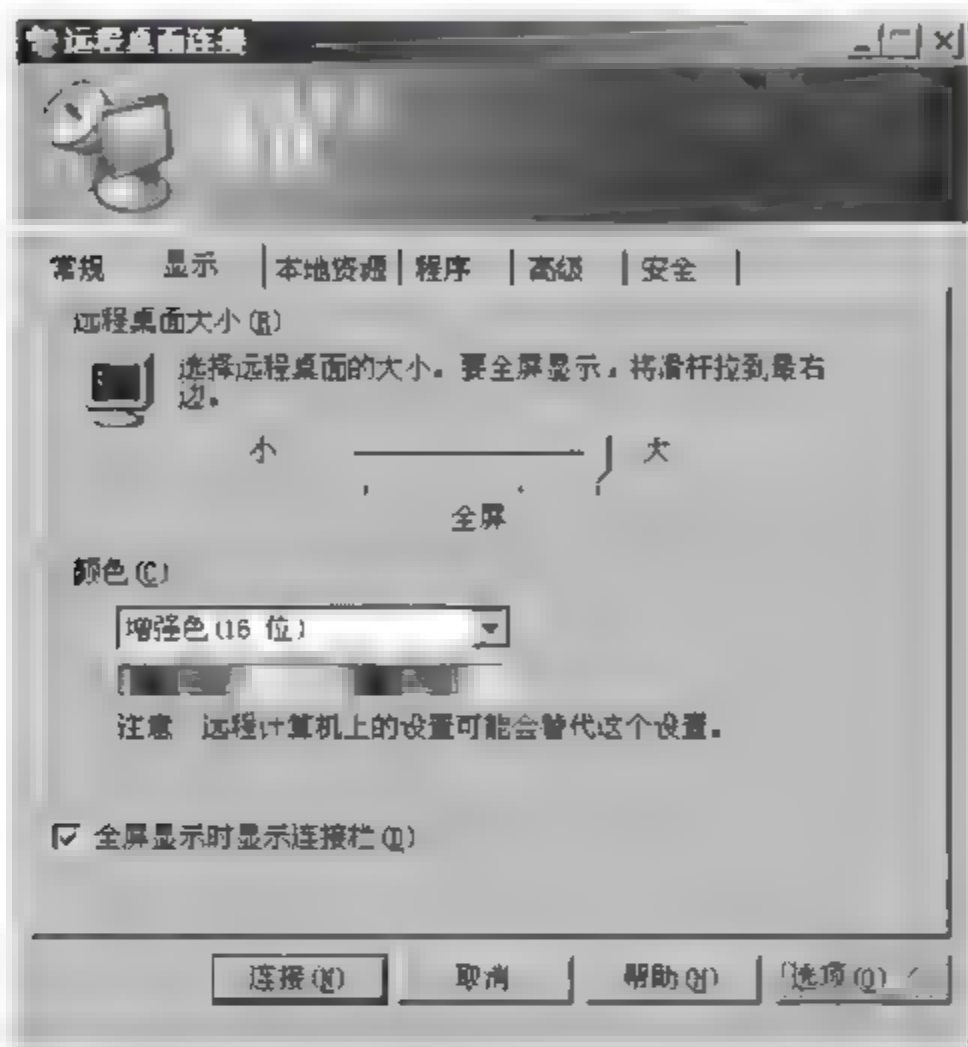 远程桌面连接
常规 显示 本地资源 程序 高级 安全
远程桌面大小(R)
选择远程桌面的大小。要全屏显示，将滑杆拉到最右
边。
小 大
全屏
颜色(C)
增强色(16 位)
注意 远程计算机上的设置可能会替代这个设置。
全屏显示时显示连接栏(D)
连接(N) 取消 帮助(H) 选项(O)